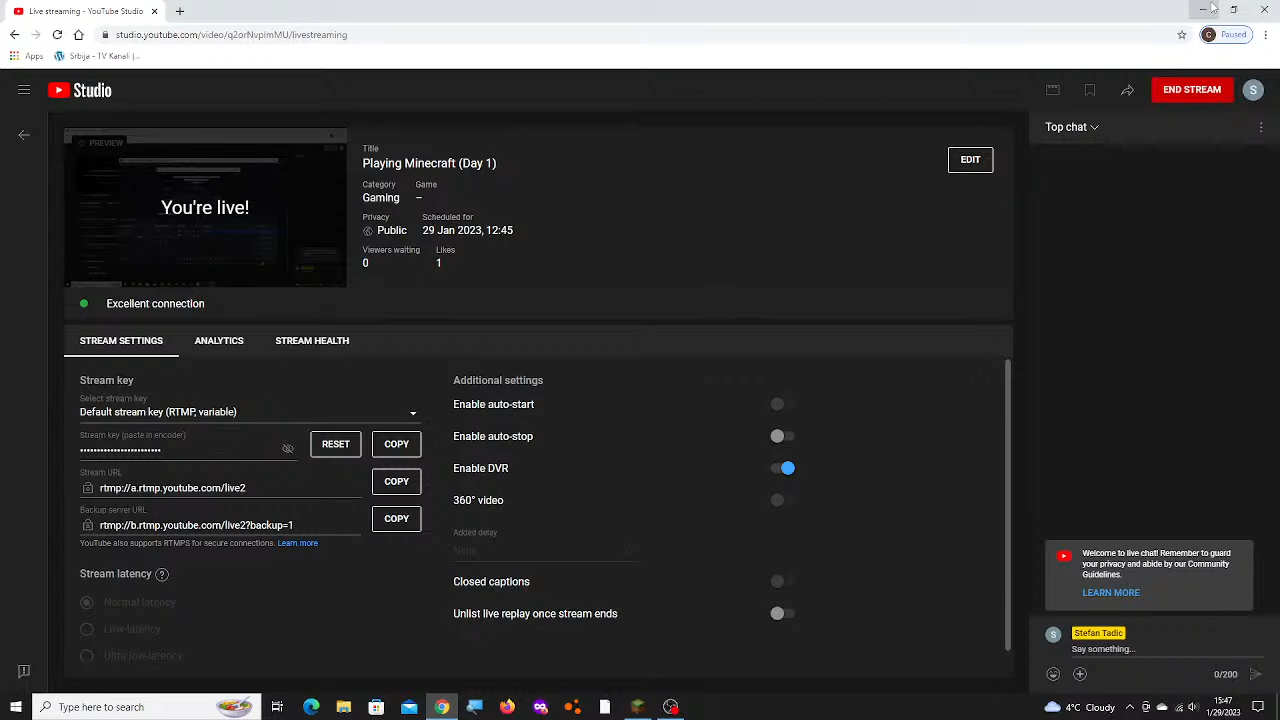 Live streaming - YouTube Studio
studio.youtube.com/video/q2orNvpImMU/livestreaming
Paused
Apps
Srbija - TV Kanali |...
Studio
END STREAM
S
PREVIEW
You're live!
Title
Playing Minecraft (Day 1)
EDIT
Category
Game
Gaming
–
Privacy
Scheduled for
Public
29 Jan 2023, 12:45
Viewers waiting
Likes
0
1
Excellent connection
Top chat
STREAM SETTINGS
ANALYTICS
STREAM HEALTH
Stream key
Select stream key
Default stream key (RTMP, variable)
Stream key (paste in encoder)
RESET
COPY
Stream URL
rtmp://a.rtmp.youtube.com/live2
COPY
Backup server URL
rtmp://b.rtmp.youtube.com/live2?backup=1
COPY
YouTube also supports RTMPS for secure connections. Learn more
Stream latency
Normal latency
Low-latency
Ultra low-latency
Additional settings
Enable auto-start
Enable auto-stop
Enable DVR
360° video
Added delay
None
Closed captions
Unlist live replay once stream ends
Welcome to live chat! Remember to guard
your privacy and abide by our Community
Guidelines.
LEARN MORE
S
Stefan Tadic
Say something...
0/200
Type here to search
4°C Cloudy
15:47
1/29/2023